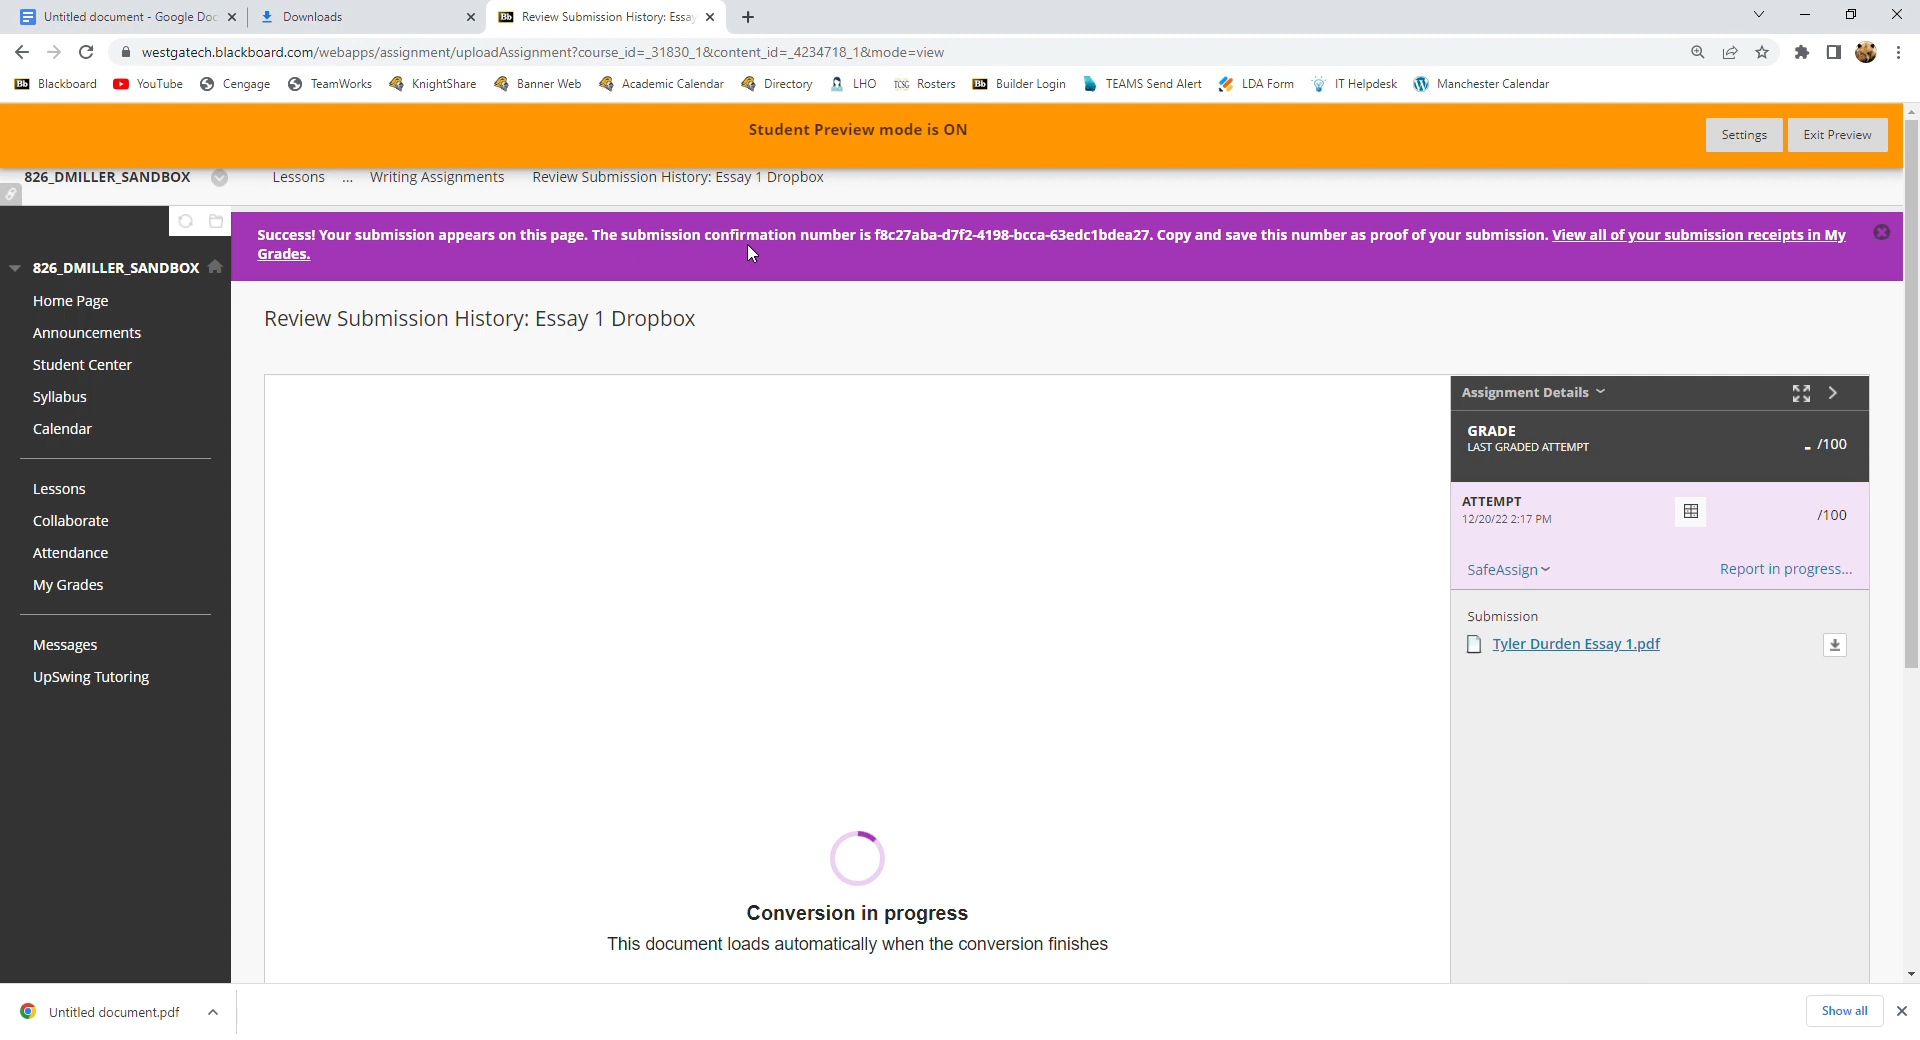 Untitled document - Google Doc
Downloads
Bb Review Submission History: Essay
westgatech.blackboard.com/webapps/assignment/uploadAssignment?course_id=_31830_1&content_id=_4234718_1&mode=view
Bb Blackboard YouTube Cengage TeamWorks KnightShare Banner Web Academic Calendar Directory LHO TCSG Rosters Bb Builder Login TEAMS Send Alert LDA Form IT Helpdesk Manchester Calendar
Student Preview mode is ON
Settings
Exit Preview
826_DMILLER_SANDBOX
Lessons ... Writing Assignments Review Submission History: Essay 1 Dropbox
Success! Your submission appears on this page. The submission confirmation number is f8c27aba-d7f2-4198-bcca-63edc1bdea27. Copy and save this number as proof of your submission. View all of your submission receipts in My
Grades.
826_DMILLER_SANDBOX
Home Page
Announcements
Student Center
Syllabus
Calendar
Lessons
Collaborate
Attendance
My Grades
Messages
UpSwing Tutoring
Review Submission History: Essay 1 Dropbox
Conversion in progress
This document loads automatically when the conversion finishes
Assignment Details
GRADE
LAST GRADED ATTEMPT
- /100
ATTEMPT
12/20/22 2:17 PM
/100
SafeAssign
Report in progress...
Submission
Tyler Durden Essay 1.pdf
Untitled document.pdf
Show all